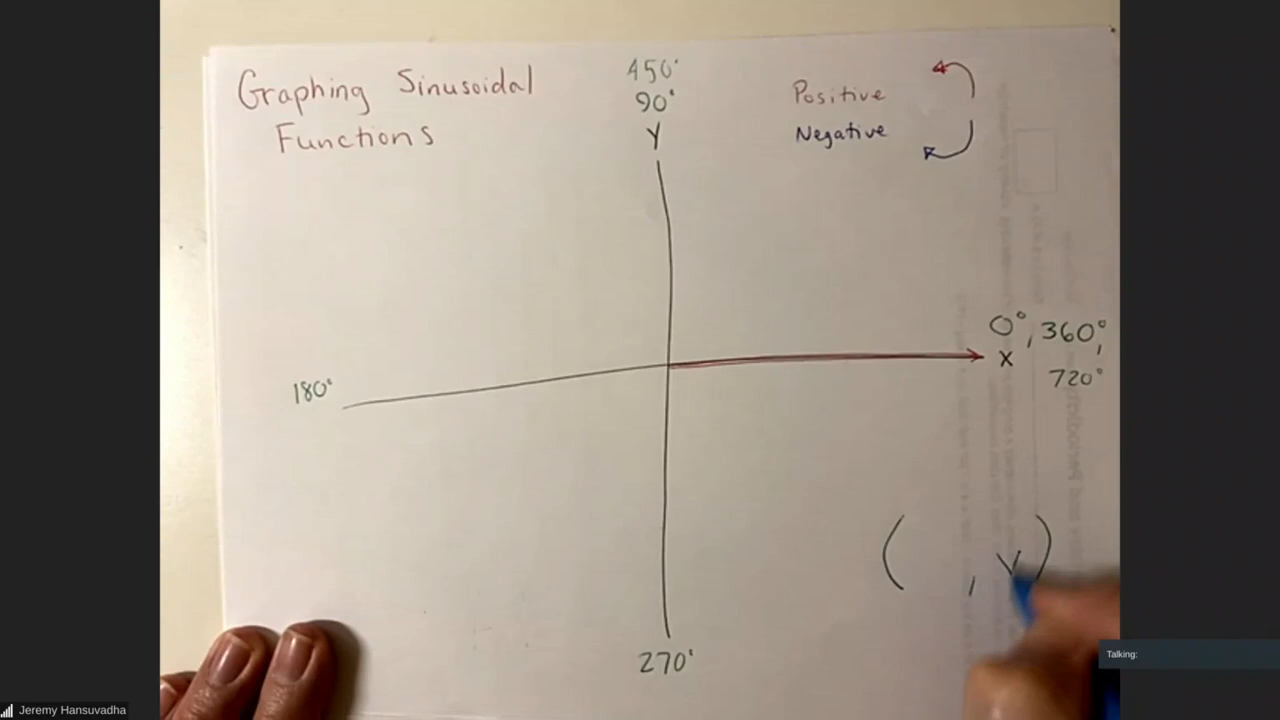 Graphing Sinusoidal
Functions
450°
90°
Y
Positive
Negative
0°, 360°,
X
720°
180°
( , Y)
270°
Talking:
Jeremy Hansuvadha